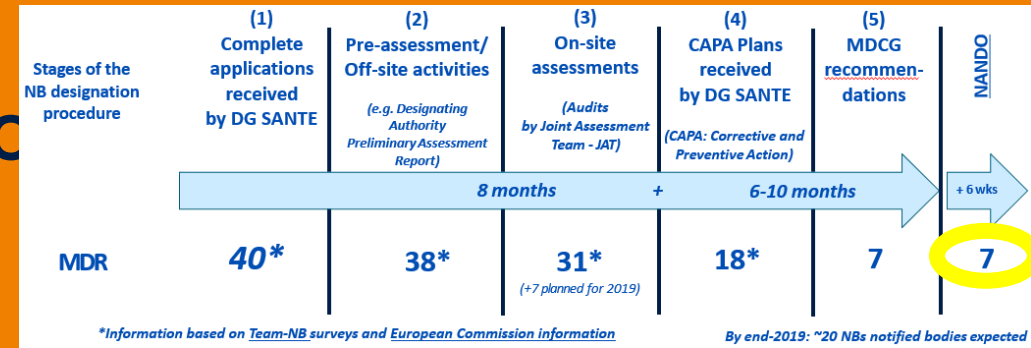 Stages of the
NB designation
procedure
(1)
Complete
applications
received
by DG SANTE
(2)
Pre-assessment/
Off-site activities
(e.g. Designating
Authority
Preliminary Assessment
Report)
(3)
On-site
assessments
(Audits
by Joint Assessment
Team - JAT)
(4)
CAPA Plans
received
by DG SANTE
(CAPA: Corrective and
Preventive Action)
(5)
MDCG
recommen-
dations
NANDO
8 months + 6-10 months
+ 6 wks
MDR 40* 38* 31* 18* 7 7
(+7 planned for 2019)
*Information based on Team-NB surveys and European Commission information
By end-2019: ~20 NBs notified bodies expected